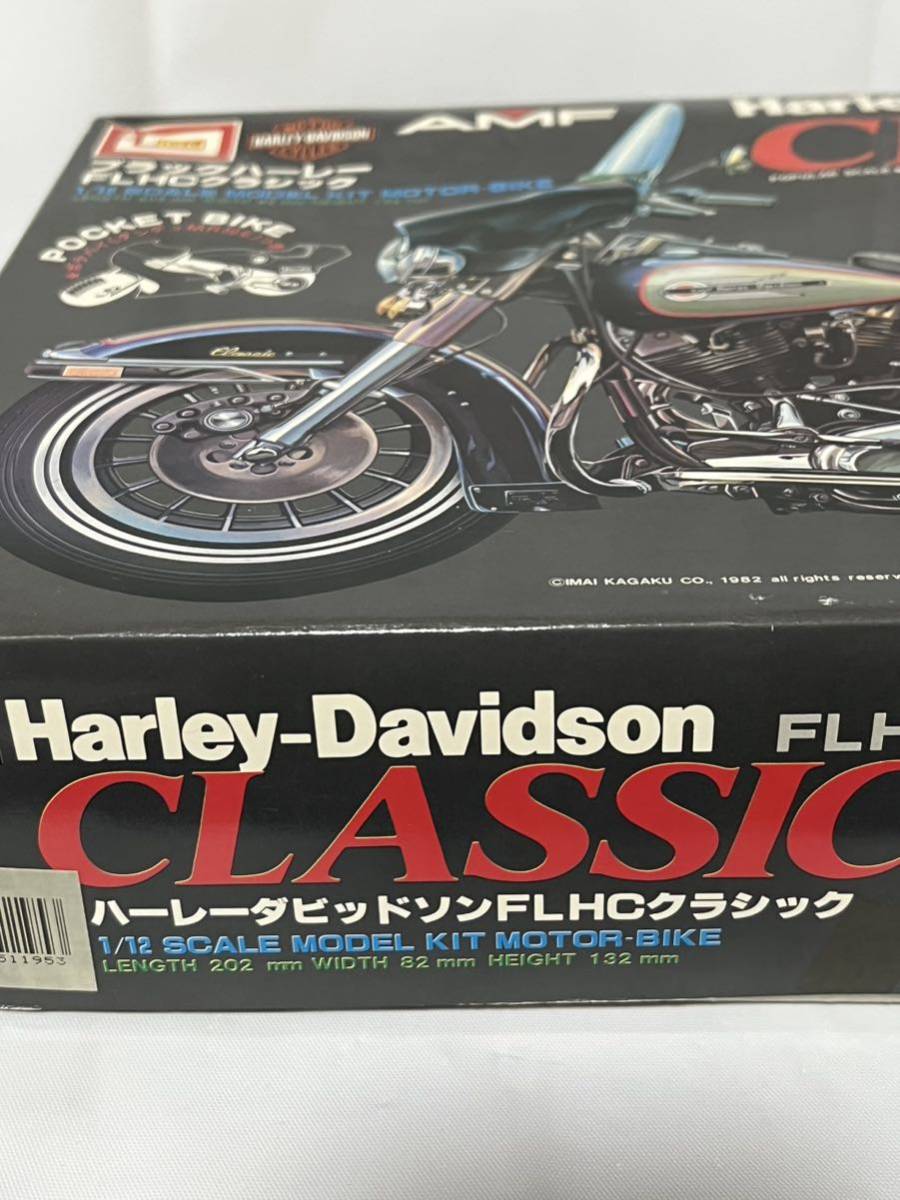 HARLEY-DAVIDSON
AMF
ブラックハーレー
FLHCクラシック
1/12 SCALE MODEL KIT MOTOR-BIKE
POCKET BIKE
Classic
©IMAI KAGAKU CO., 1982 all rights reserv
Harley-Davidson FLH
CLASSIC
ハーレーダビッドソンFLHCクラシック
1/12 SCALE MODEL KIT MOTOR-BIKE
LENGTH 202 mm WIDTH 82 mm HEIGHT 132 mm
511953